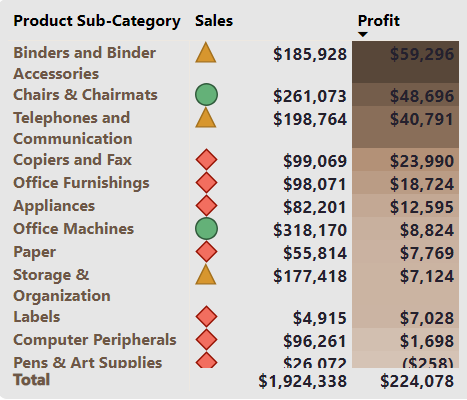 Product Sub-Category Sales Profit
Binders and Binder $185,928 $59,296
Accessories
Chairs & Chairmats $261,073 $48,696
Telephones and $198,764 $40,791
Communication
Copiers and Fax $99,069 $23,990
Office Furnishings $98,071 $18,724
Appliances $82,201 $12,595
Office Machines $318,170 $8,824
Paper $55,814 $7,769
Storage & $177,418 $7,124
Organization
Labels $4,915 $7,028
Computer Peripherals $96,261 $1,698
Pens & Art Supplies $26,072 ($258)
Total $1,924,338 $224,078